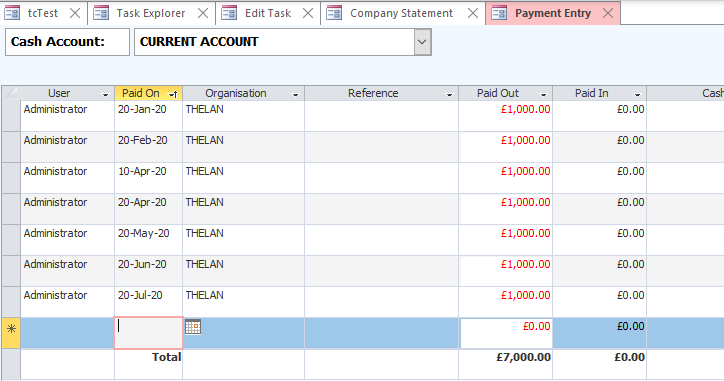 tcTest Task Explorer Edit Task Company Statement Payment Entry
Cash Account: CURRENT ACCOUNT
User Paid On Organisation Reference Paid Out Paid In Cash
Administrator 20-Jan-20 THELAN £1,000.00 £0.00
Administrator 20-Feb-20 THELAN £1,000.00 £0.00
Administrator 10-Apr-20 THELAN £1,000.00 £0.00
Administrator 20-Apr-20 THELAN £1,000.00 £0.00
Administrator 20-May-20 THELAN £1,000.00 £0.00
Administrator 20-Jun-20 THELAN £1,000.00 £0.00
Administrator 20-Jul-20 THELAN £1,000.00 £0.00
£0.00 £0.00
Total £7,000.00 £0.00